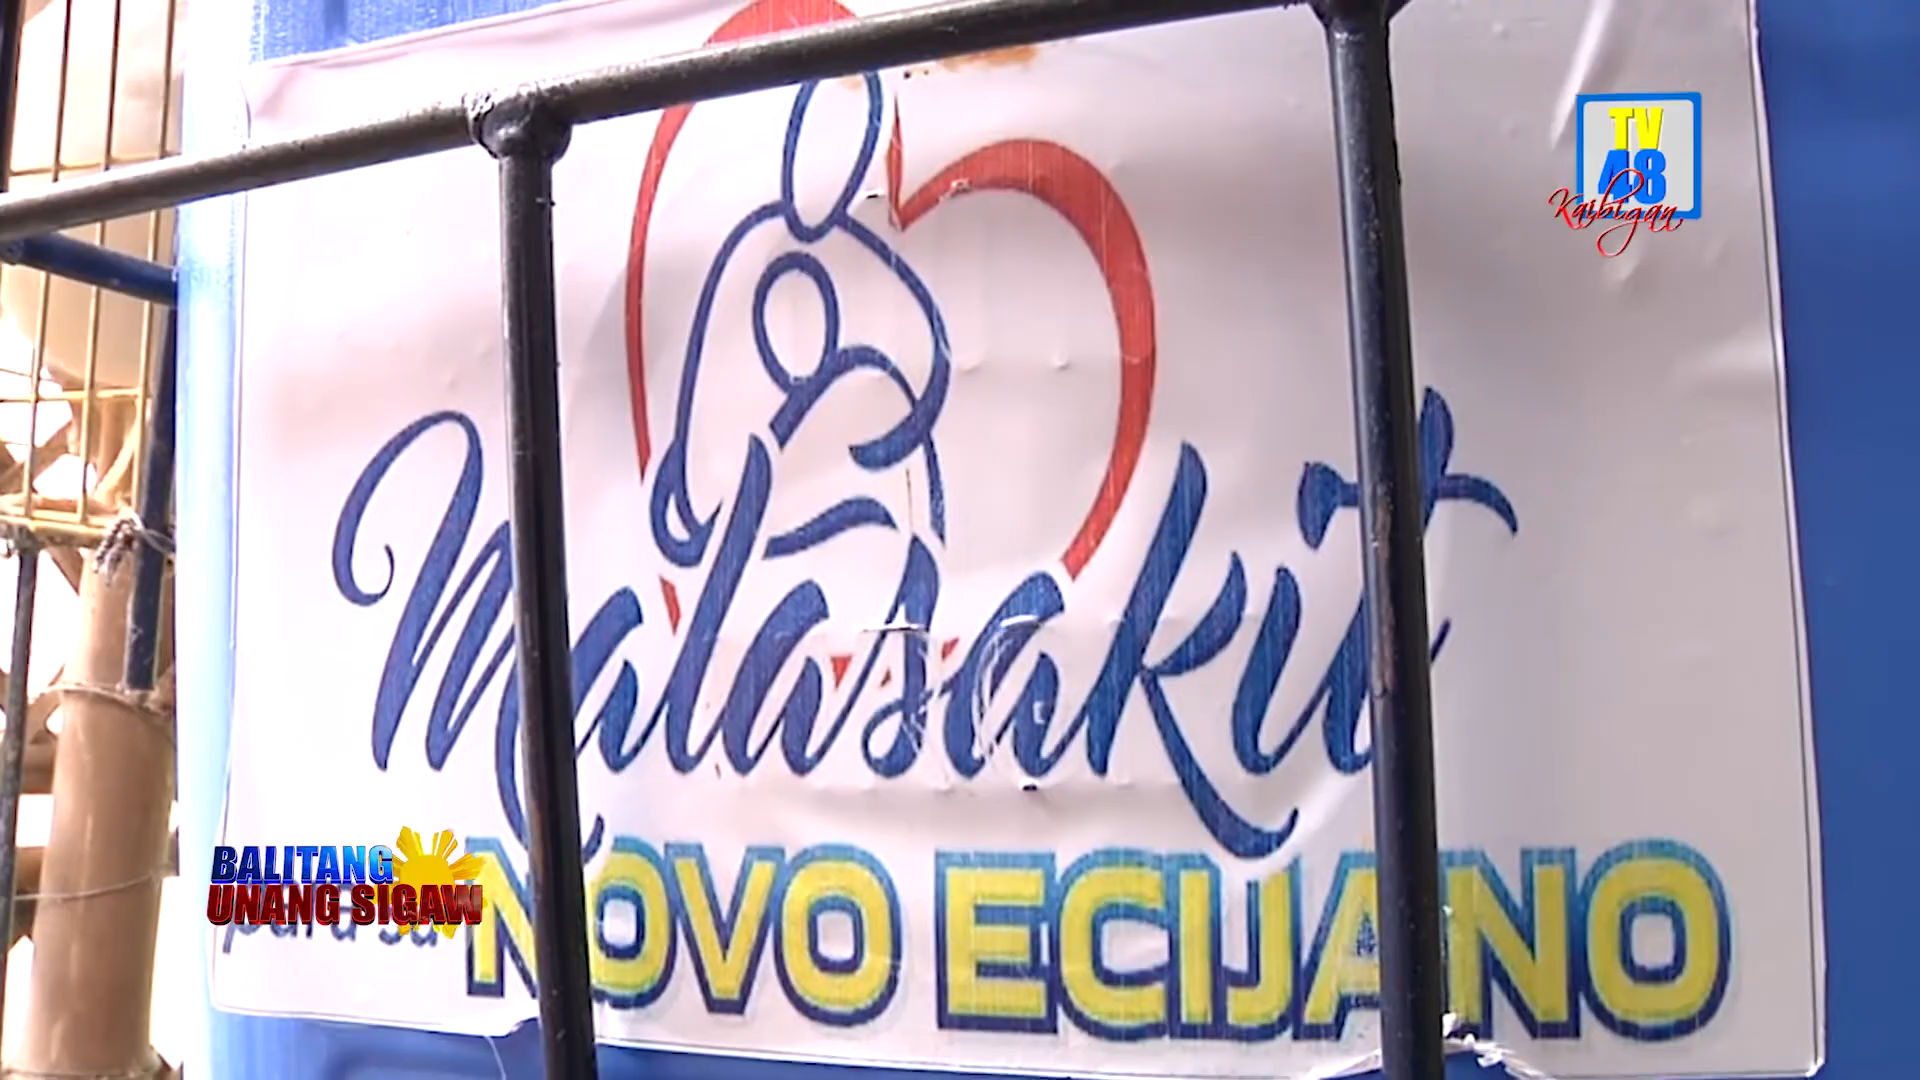 TV
48
Kaibigan
Malasakit
para sa NOVO ECIJANO
BALITANG
UNANG SIGAW